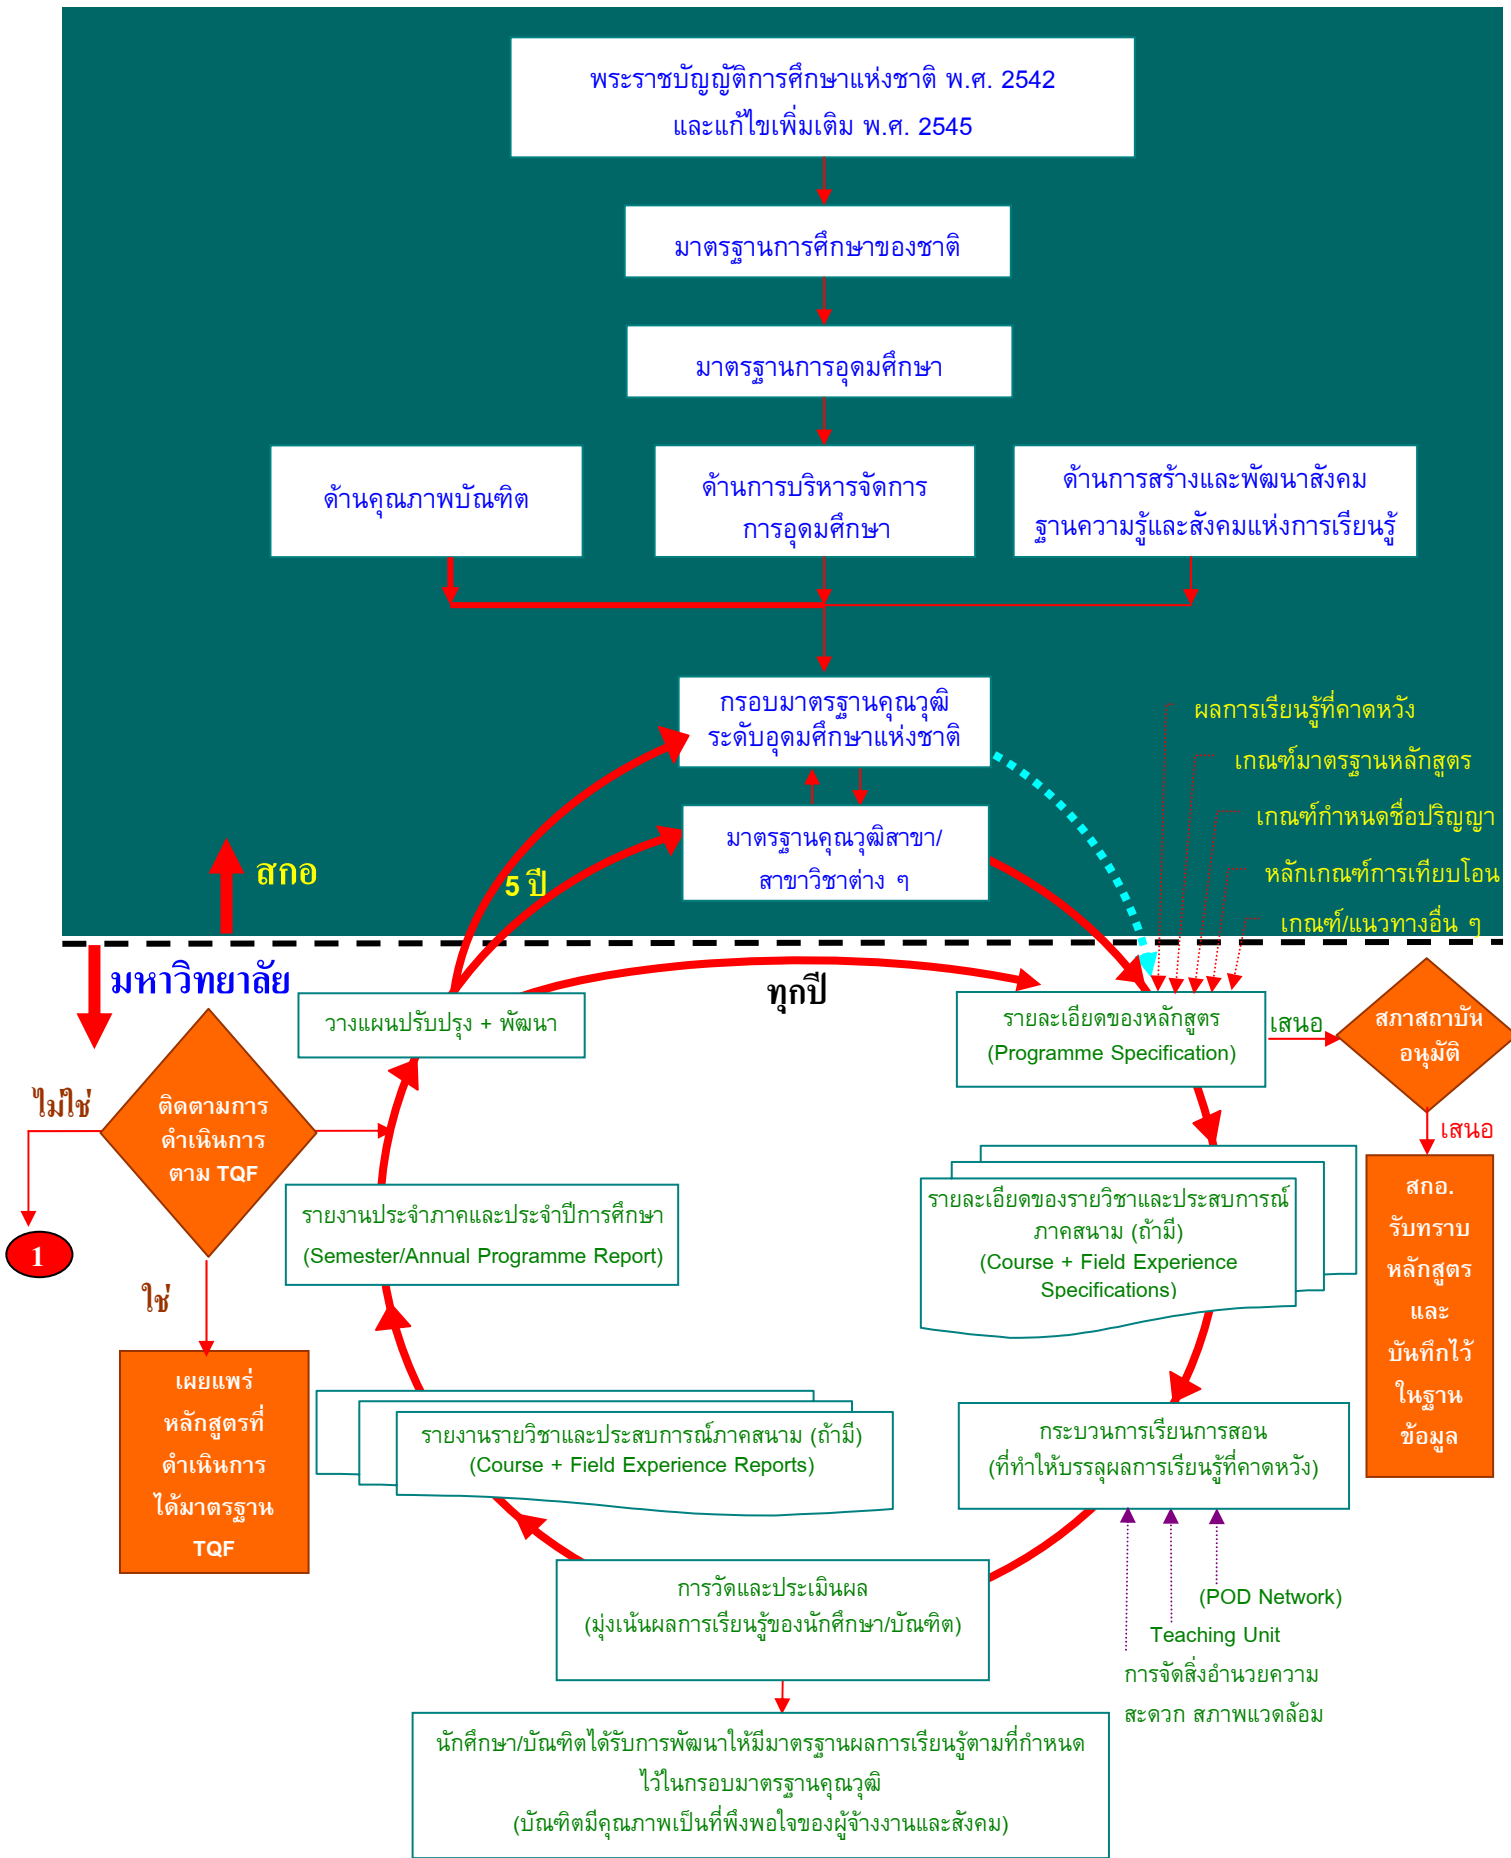 พระราชบัญญัติการศึกษาแห่งชาติ พ.ศ. 2542
และแก้ไขเพิ่มเติม พ.ศ. 2545
มาตรฐานการศึกษาของชาติ
มาตรฐานการอุดมศึกษา
ด้านคุณภาพบัณฑิต
ด้านการบริหารจัดการ
การอุดมศึกษา
ด้านการสร้างและพัฒนาสังคม
ฐานความรู้และสังคมแห่งการเรียนรู้
กรอบมาตรฐานคุณวุฒิ
ระดับอุดมศึกษาแห่งชาติ
ผลการเรียนรู้ที่คาดหวัง
เกณฑ์มาตรฐานหลักสูตร
เกณฑ์กำหนดชื่อปริญญา
หลักเกณฑ์การเทียบโอน
เกณฑ์/แนวทางอื่น ๆ
มาตรฐานคุณวุฒิสาขา/
สาขาวิชาต่าง ๆ
สกอ
5 ปี
มหาวิทยาลัย
ทุกปี
วางแผนปรับปรุง + พัฒนา
รายละเอียดของหลักสูตร
(Programme Specification)
เสนอ
สภาสถาบัน
อนุมัติ
ไม่ใช่
ติดตามการ
ดำเนินการ
ตาม TQF
เสนอ
1
รายงานประจำภาคและประจำปีการศึกษา
(Semester/Annual Programme Report)
รายละเอียดของรายวิชาและประสบการณ์
ภาคสนาม (ถ้ามี)
(Course + Field Experience
Specifications)
สกอ.
รับทราบ
หลักสูตร
และ
บันทึกไว้
ในฐาน
ข้อมูล
ใช่
เผยแพร่
หลักสูตรที่
ดำเนินการ
ได้มาตรฐาน
TQF
รายงานรายวิชาและประสบการณ์ภาคสนาม (ถ้ามี)
(Course + Field Experience Reports)
กระบวนการเรียนการสอน
(ที่ทำให้บรรลุผลการเรียนรู้ที่คาดหวัง)
การวัดและประเมินผล
(มุ่งเน้นผลการเรียนรู้ของนักศึกษา/บัณฑิต)
(POD Network)
Teaching Unit
การจัดสิ่งอำนวยความ
สะดวก สภาพแวดล้อม
นักศึกษา/บัณฑิตได้รับการพัฒนาให้มีมาตรฐานผลการเรียนรู้ตามที่กำหนด
ไว้ในกรอบมาตรฐานคุณวุฒิ
(บัณฑิตมีคุณภาพเป็นที่พึงพอใจของผู้จ้างงานและสังคม)